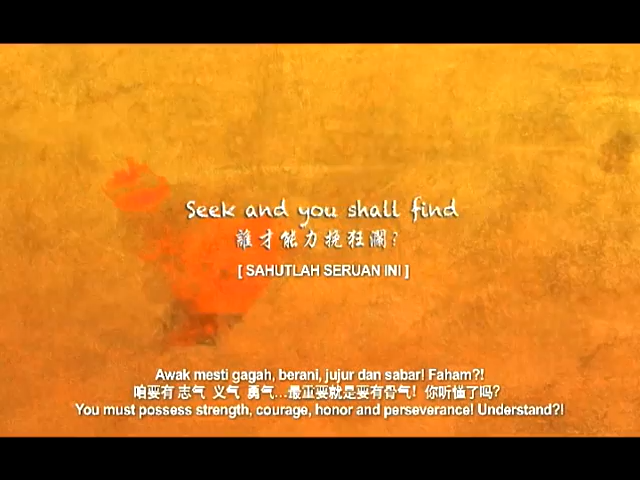 Seek and you shall find
誰才能力挽狂瀾?
[ SAHUTLAH SERUAN INI ]
Awak mesti gagah, berani, jujur dan sabar! Faham?!
咱要有 志气 义气 勇气...最重要就是要有骨气! 你听懂了吗?
You must possess strength, courage, honor and perseverance! Understand?!